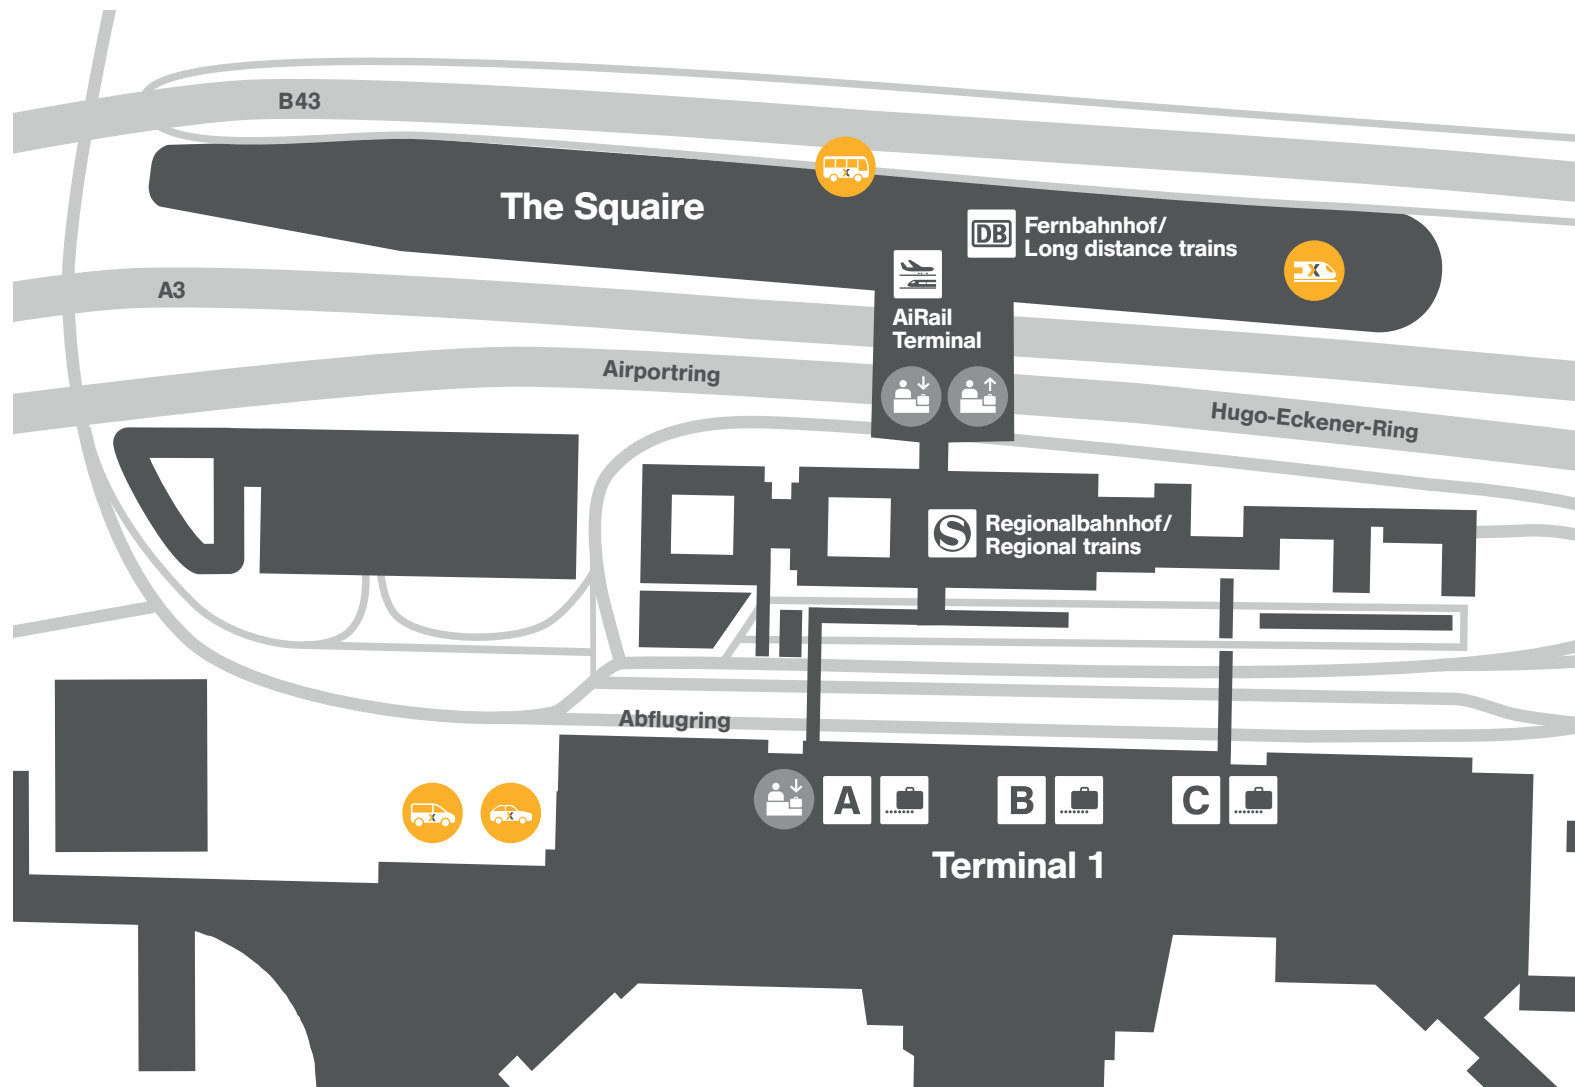 B43
The Squaire
DB
Fernbahnhof/
Long distance trains
X
X
A3
AiRail
Terminal
Airportring
Hugo-Eckener-Ring
S
Regionalbahnhof/
Regional trains
Abflugring
X
X
A
B
C
Terminal 1